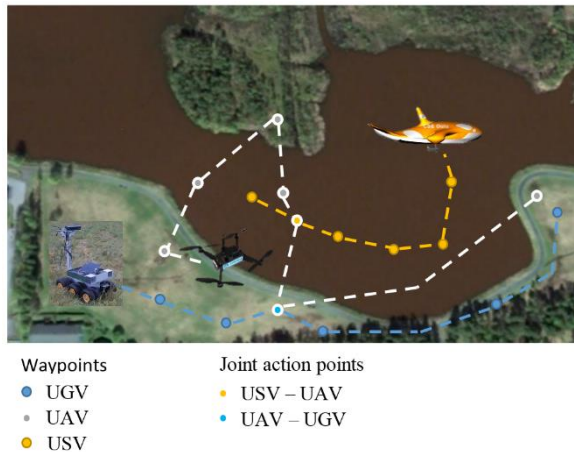 Waypoints
UGV
UAV
USV
Joint action points
USV – UAV
UAV – UGV